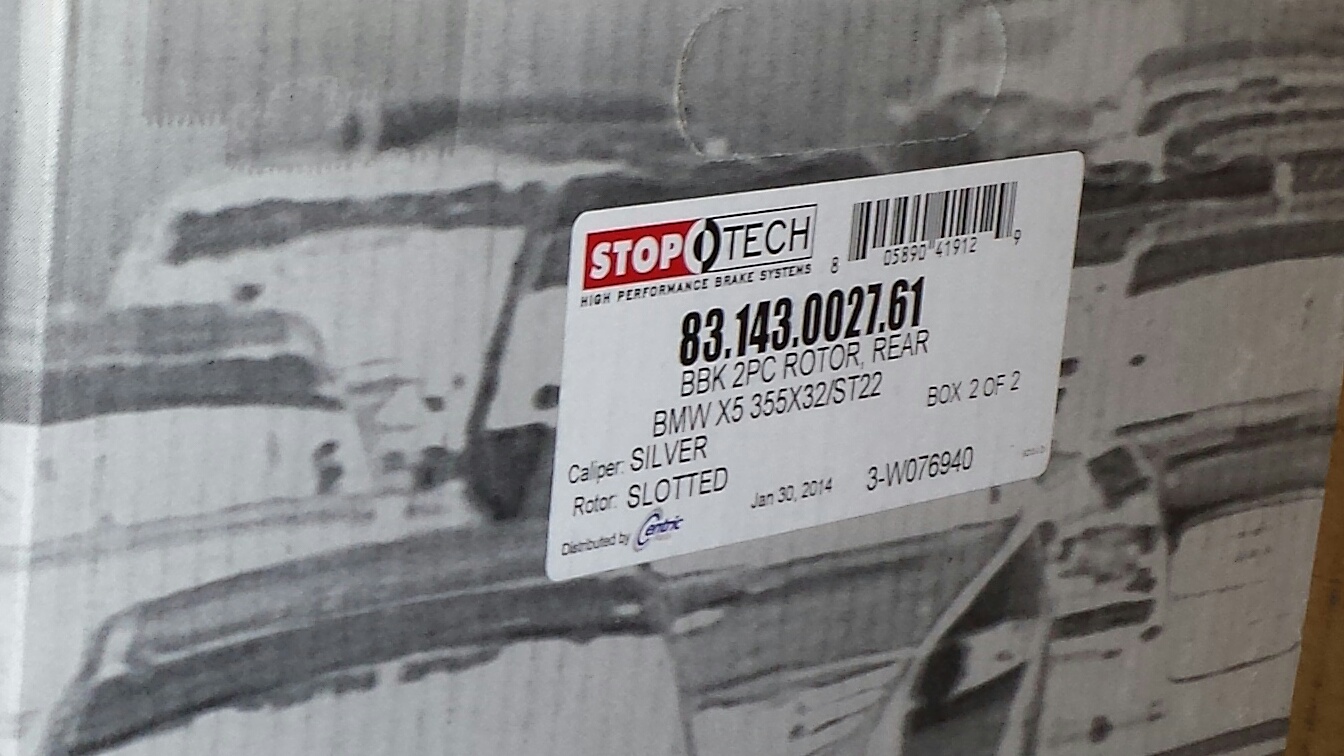 STOPTECH
HIGH PERFORMANCE BRAKE SYSTEMS
8 05890 41912 9
83.143.0027.61
BBK 2PC ROTOR, REAR
BMW X5 355X32/ST22
BOX 2 OF 2
Caliper: SILVER
Rotor: SLOTTED
Jan 30, 2014
3-W076940
Distributed by Centric